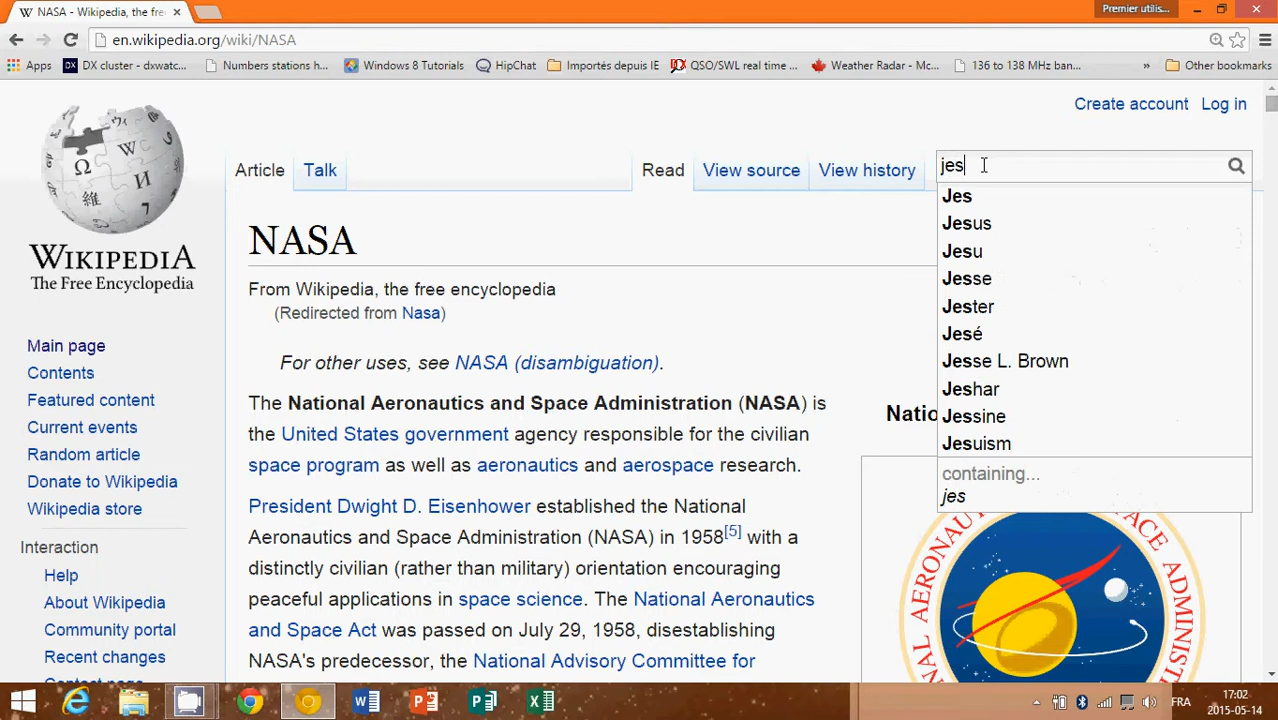 NASA - Wikipedia, the fre
Premier utilis...
en.wikipedia.org/wiki/NASA
Apps DX cluster - dxwatc... Numbers stations h... Windows 8 Tutorials HipChat Importés depuis IE QSO/SWL real time ... Weather Radar - Mc... 136 to 138 MHz ban... » Other bookmarks
Create account Log in
WIKIPEDIA
The Free Encyclopedia
Article Talk Read View source View history
jes
Jes
Jesus
Jesu
Jesse
Jester
Jesé
Jesse L. Brown
Jeshar
Jessine
Jesuism
containing...
jes
NASA
From Wikipedia, the free encyclopedia
(Redirected from Nasa)
For other uses, see NASA (disambiguation).
The National Aeronautics and Space Administration (NASA) is
the United States government agency responsible for the civilian
space program as well as aeronautics and aerospace research.
President Dwight D. Eisenhower established the National
Aeronautics and Space Administration (NASA) in 1958[5] with a
distinctly civilian (rather than military) orientation encouraging
peaceful applications in space science. The National Aeronautics
and Space Act was passed on July 29, 1958, disestablishing
NASA's predecessor, the National Advisory Committee for
Main page
Contents
Featured content
Current events
Random article
Donate to Wikipedia
Wikipedia store
Interaction
Help
About Wikipedia
Community portal
Recent changes
FRA
17:02
2015-05-14